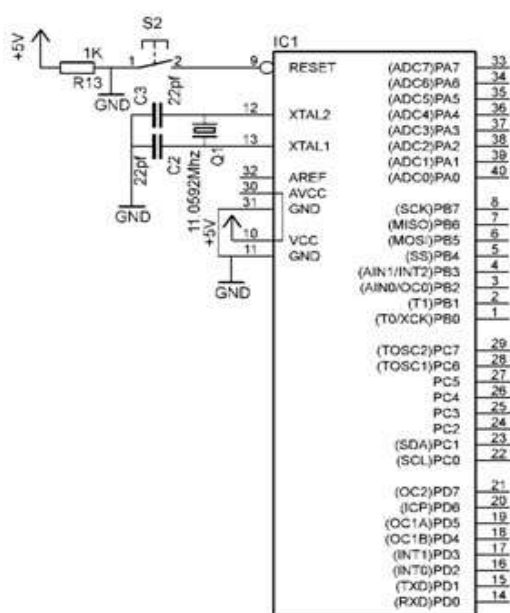 S2
+5V
1K
1
2
9
R13
GND
IC1
RESET
C3
22pf
12
XTAL2
13
XTAL1
22pf
C2
Q1
11.0592Mhz
GND
32
AREF
30
AVCC
31
GND
+5V
10
VCC
11
GND
GND
(ADC7)PA7 33
(ADC6)PA6 34
(ADC5)PA5 35
(ADC4)PA4 36
(ADC3)PA3 37
(ADC2)PA2 38
(ADC1)PA1 39
(ADC0)PA0 40
(SCK)PB7 8
(MISO)PB6 7
(MOSI)PB5 6
(SS)PB4 5
(AIN1/INT2)PB3 4
(AIN0/OC0)PB2 3
(T1)PB1 2
(T0/XCK)PB0 1
(TOSC2)PC7 29
(TOSC1)PC6 28
PC5 27
PC4 26
PC3 25
PC2 24
(SDA)PC1 23
(SCL)PC0 22
(OC2)PD7 21
(ICP)PD6 20
(OC1A)PD5 19
(OC1B)PD4 18
(INT1)PD3 17
(INT0)PD2 16
(TXD)PD1 15
(RXD)PD0 14